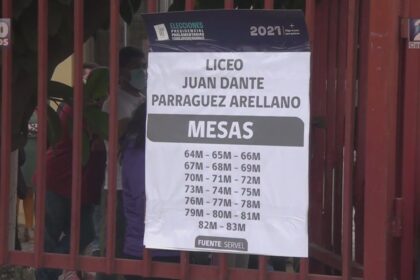 ELECCIONES
PRESIDENCIAL
PARLAMENTARIAS
2021
LICEO
JUAN DANTE
PARRAGUEZ ARELLANO
MESAS
64M – 65M – 66M
67M – 68M – 69M
70M – 71M – 72M
73M – 74M – 75M
76M – 77M – 78M
79M – 80M – 81M
82M – 83M
FUENTE SERVEL